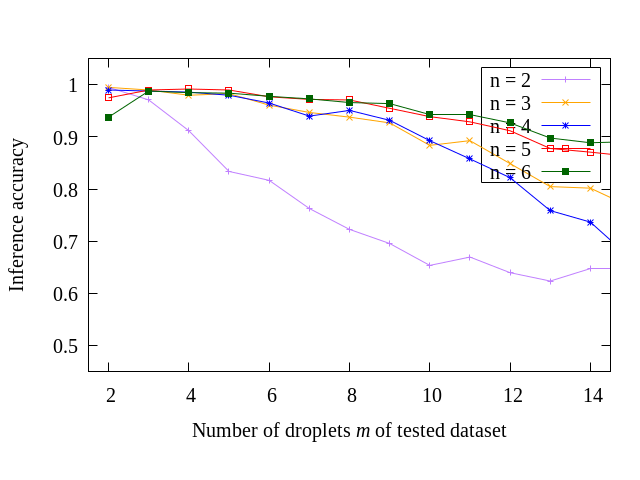 1
0.9
0.8
0.7
0.6
0.5
Inference accuracy
n = 2
n = 3
n = 4
n = 5
n = 6
2 4 6 8 10 12 14
Number of droplets m of tested dataset